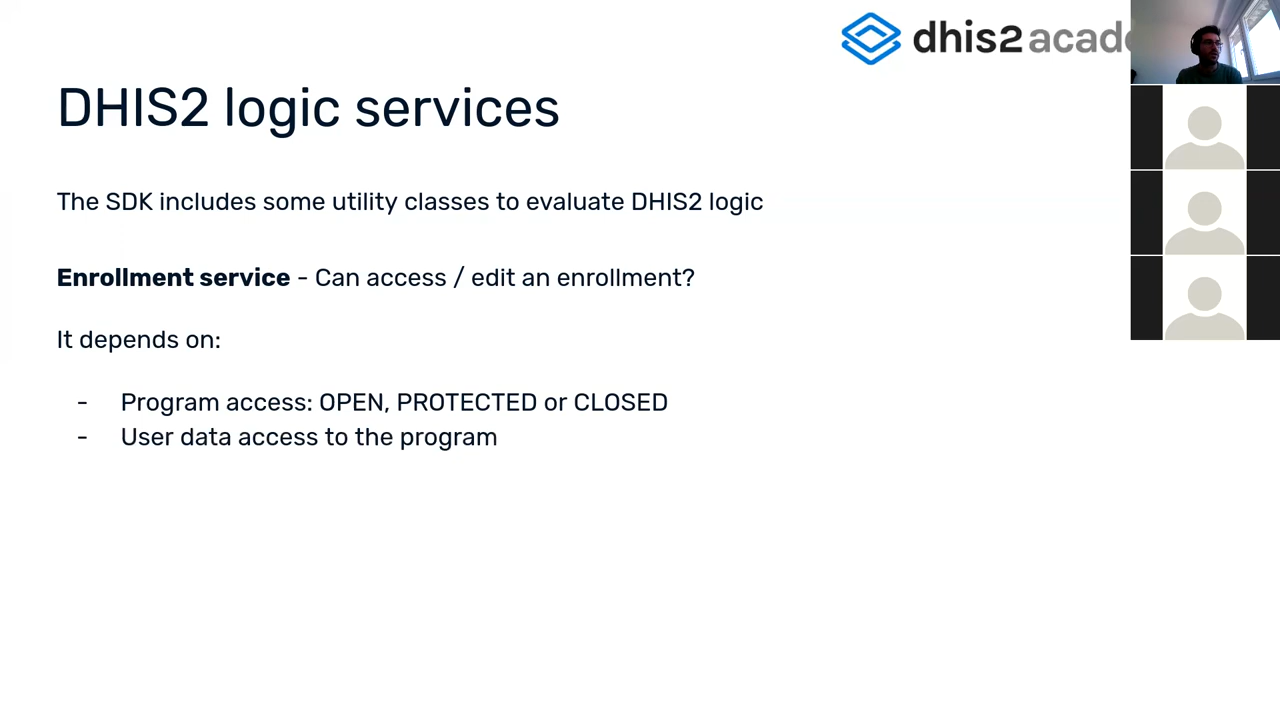 dhis2 acade
DHIS2 logic services
The SDK includes some utility classes to evaluate DHIS2 logic
Enrollment service - Can access / edit an enrollment?
It depends on:
- Program access: OPEN, PROTECTED or CLOSED
- User data access to the program